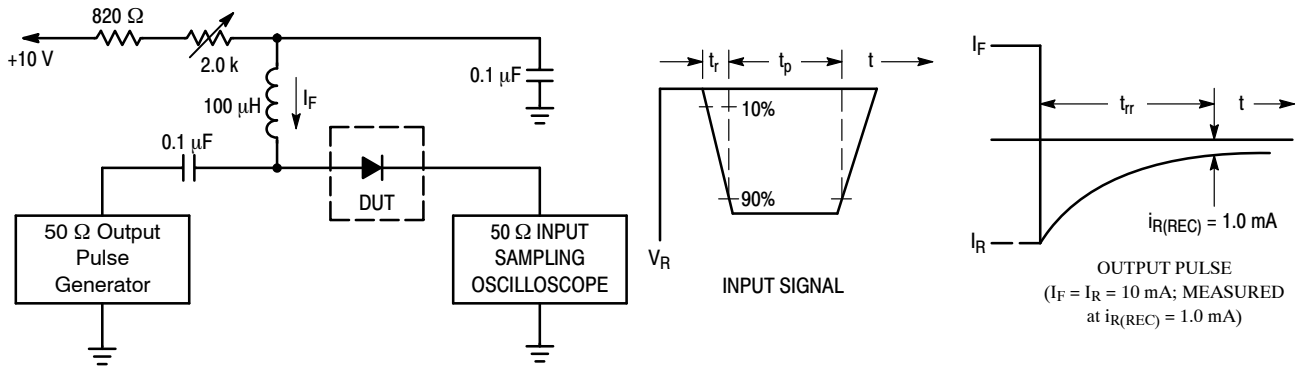 820 Ω
+10 V
2.0 k
100 μH
I_F
0.1 μF
0.1 μF
DUT
50 Ω Output
Pulse
Generator
50 Ω INPUT
SAMPLING
OSCILLOSCOPE
t_r
t_p
t
10%
90%
V_R
INPUT SIGNAL
I_F
t_rr
t
I_R
i_R(REC) = 1.0 mA
OUTPUT PULSE
(I_F = I_R = 10 mA; MEASURED
at i_R(REC) = 1.0 mA)